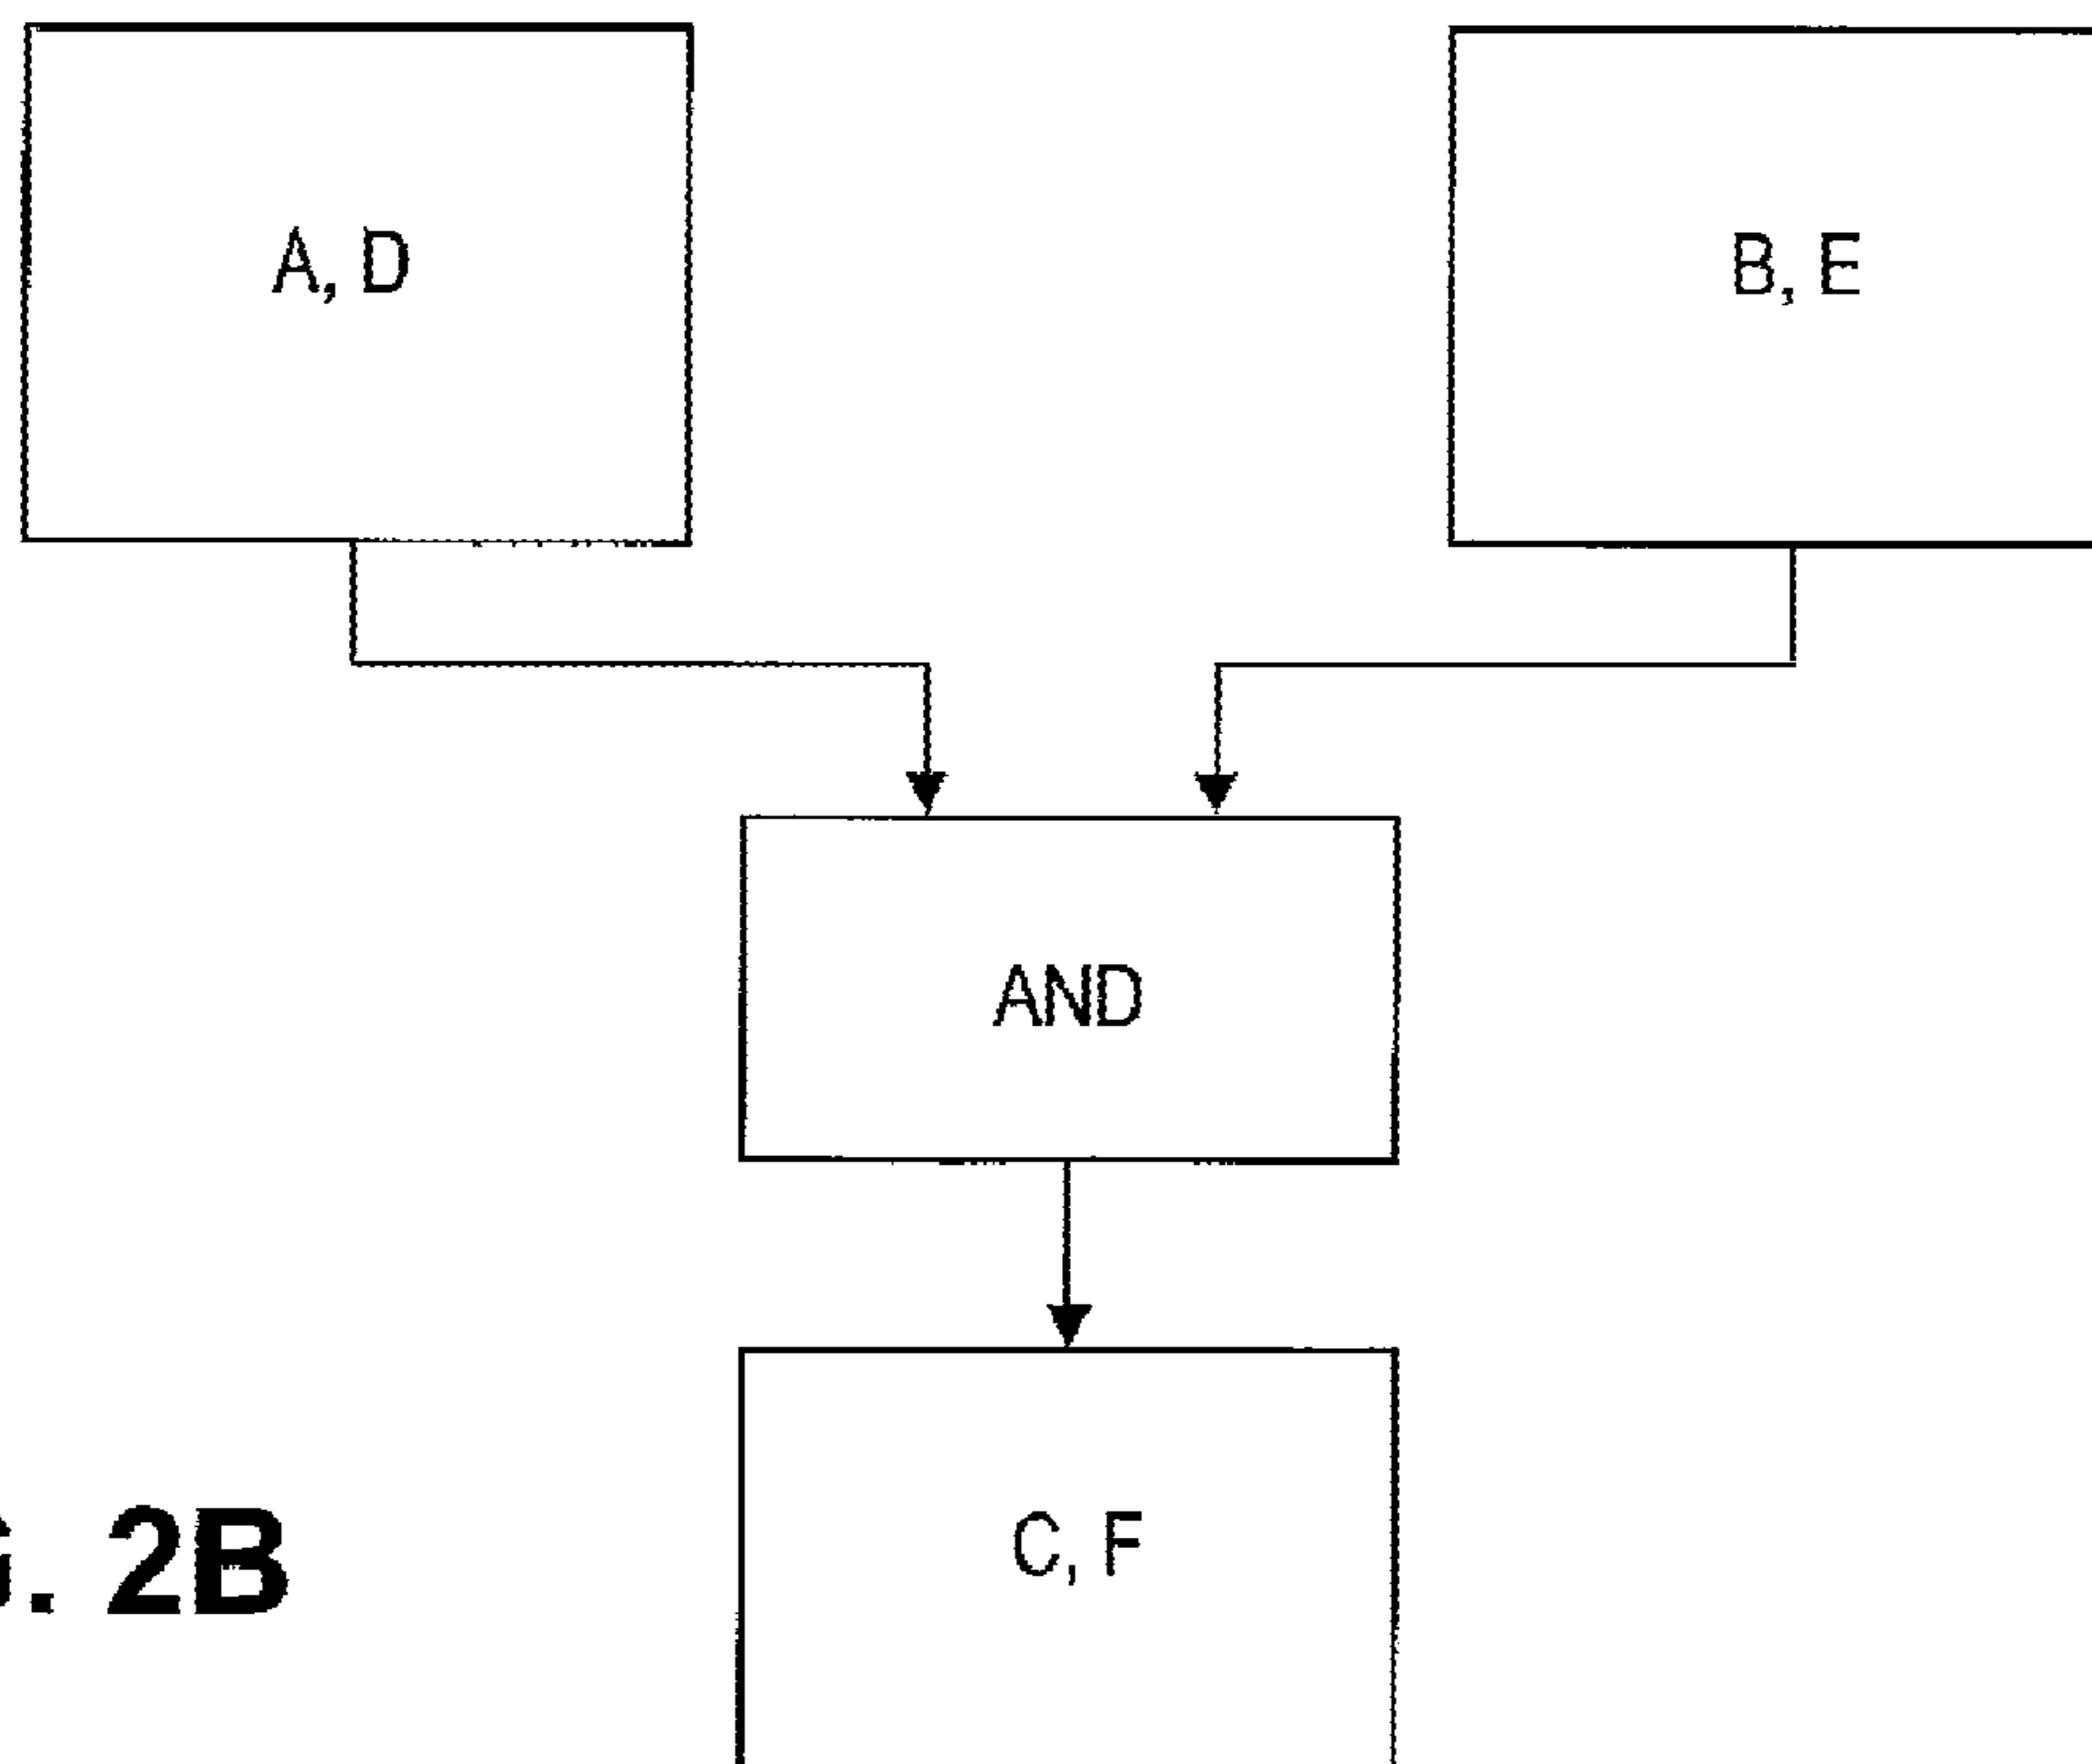 A, D
B, E
AND
C, F
. 2B